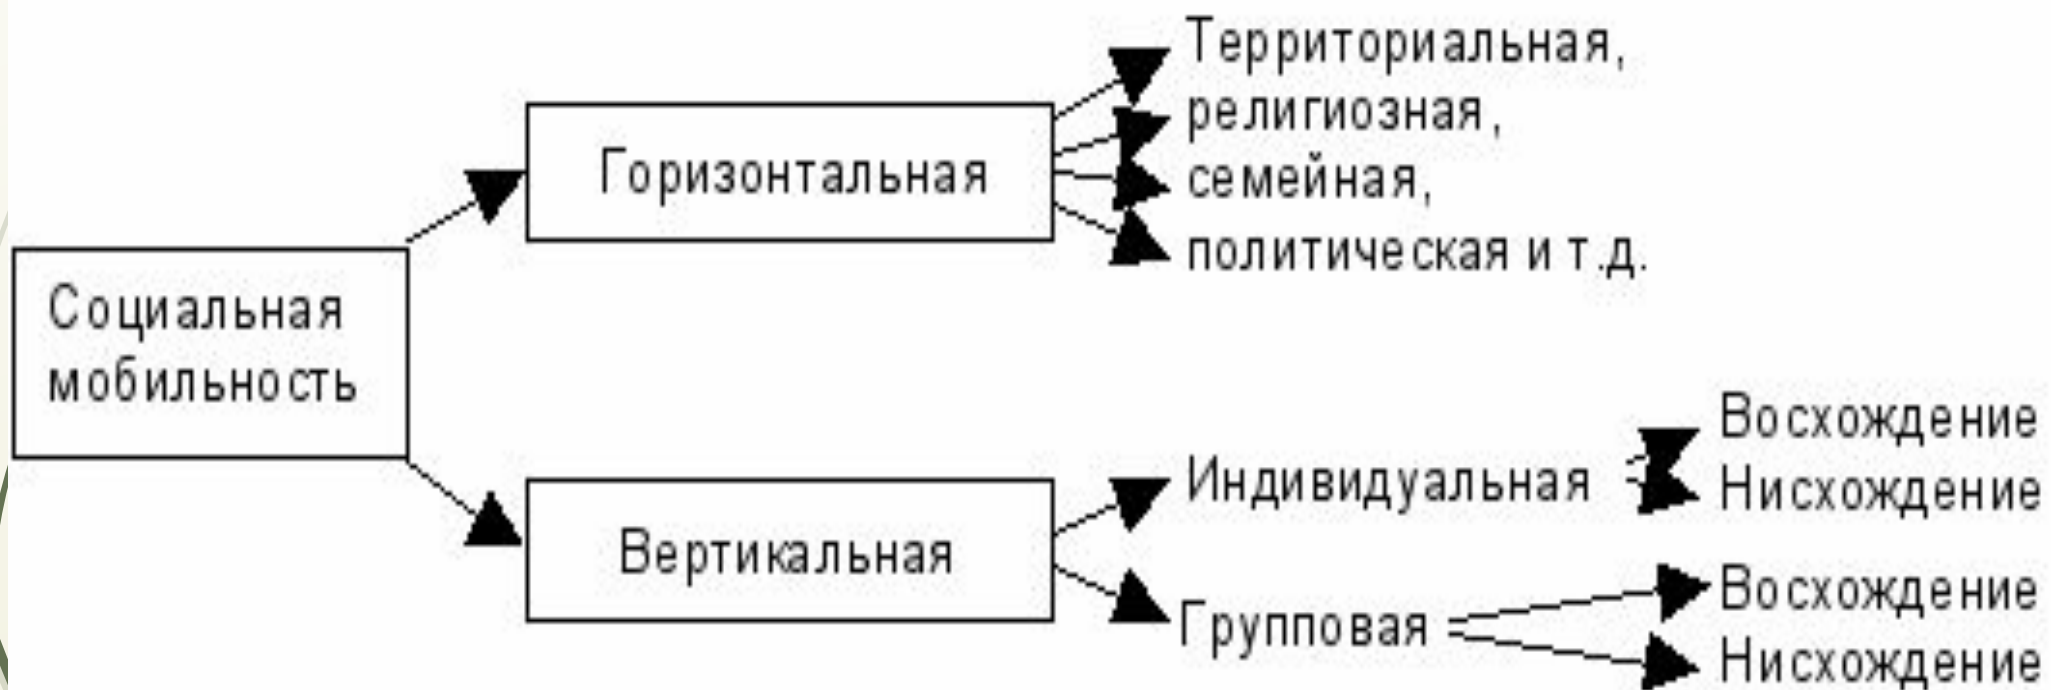 Территориальная,
религиозная,
Горизонтальная
семейная,
политическая и т.д.
Социальная
мобильность
Восхождение
Индивидуальная
Нисхождение
Вертикальная
Восхождение
Групповая
Нисхождение